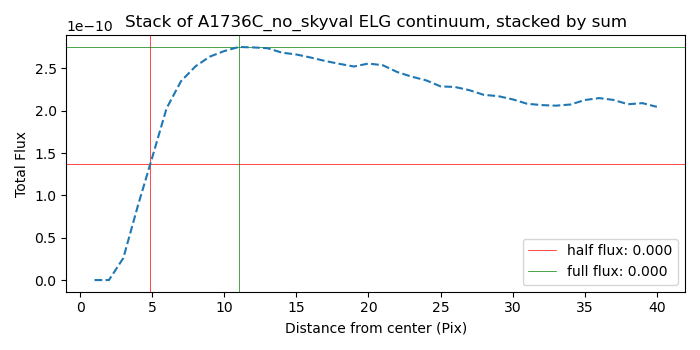 Stack of A1736C_no_skyval ELG continuum, stacked by sum
1e−10
2.5
2.0
1.5
1.0
0.5
0.0
Total Flux
half flux: 0.000
full flux: 0.000
0 5 10 15 20 25 30 35 40
Distance from center (Pix)